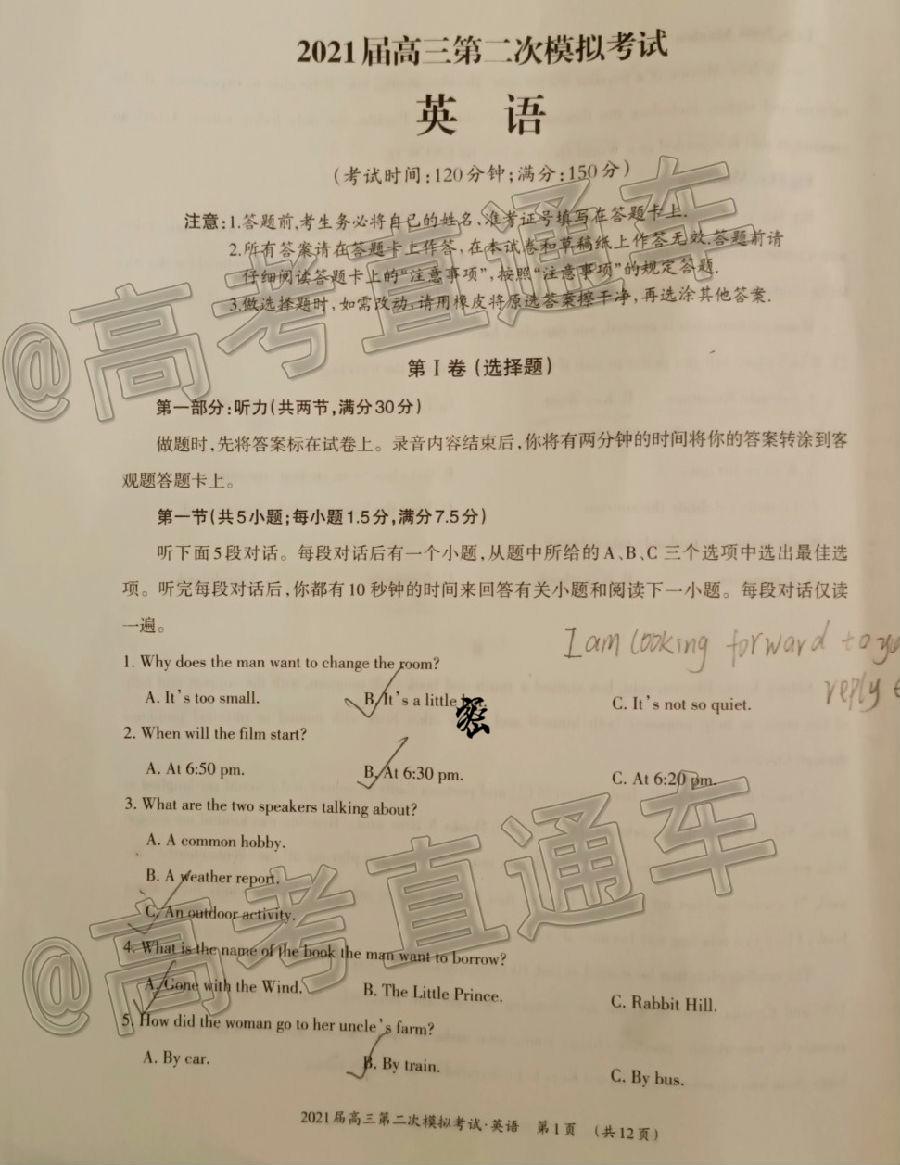 2021届高三第二次模拟考试
英 语
(考试时间:120分钟;满分:150分)
注意:1.答题前,考生务必将自已的姓名、准考证号填写在答题卡上.
2.所有答案请在答题卡上作答,在本试卷和草稿纸上作答无效.答题前请
仔细阅读答题卡上的“注意事项”,按照“注意事项”的规定答题.
3.做选择题时,如需改动,请用橡皮将原选答案擦干净,再选涂其他答案.
@高考直通车
第Ⅰ卷(选择题)
第一部分:听力(共两节,满分30分)
做题时,先将答案标在试卷上。录音内容结束后,你将有两分钟的时间将你的答案转涂到客
观题答题卡上。
第一节(共5小题;每小题1.5分,满分7.5分)
听下面5段对话。每段对话后有一个小题,从题中所给的A、B、C三个选项中选出最佳选
项。听完每段对话后,你都有10秒钟的时间来回答有关小题和阅读下一小题。每段对话仅读
一遍。
I am looking forward to
reply
1. Why does the man want to change the room?
A. It's too small. B. It's a little C. It's not so quiet.
2. When will the film start?
A. At 6:50 pm. B. At 6:30 pm. C. At 6:20 pm.
3. What are the two speakers talking about?
A. A common hobby.
B. A weather report.
C. An outdoor activity.
@高考直通车
4. What is the name of the book the man want to borrow?
A. Gone with the Wind. B. The Little Prince. C. Rabbit Hill.
5. How did the woman go to her uncle's farm?
A. By car. B. By train. C. By bus.
2021届高三第二次模拟考试·英语 第1页 (共12页)